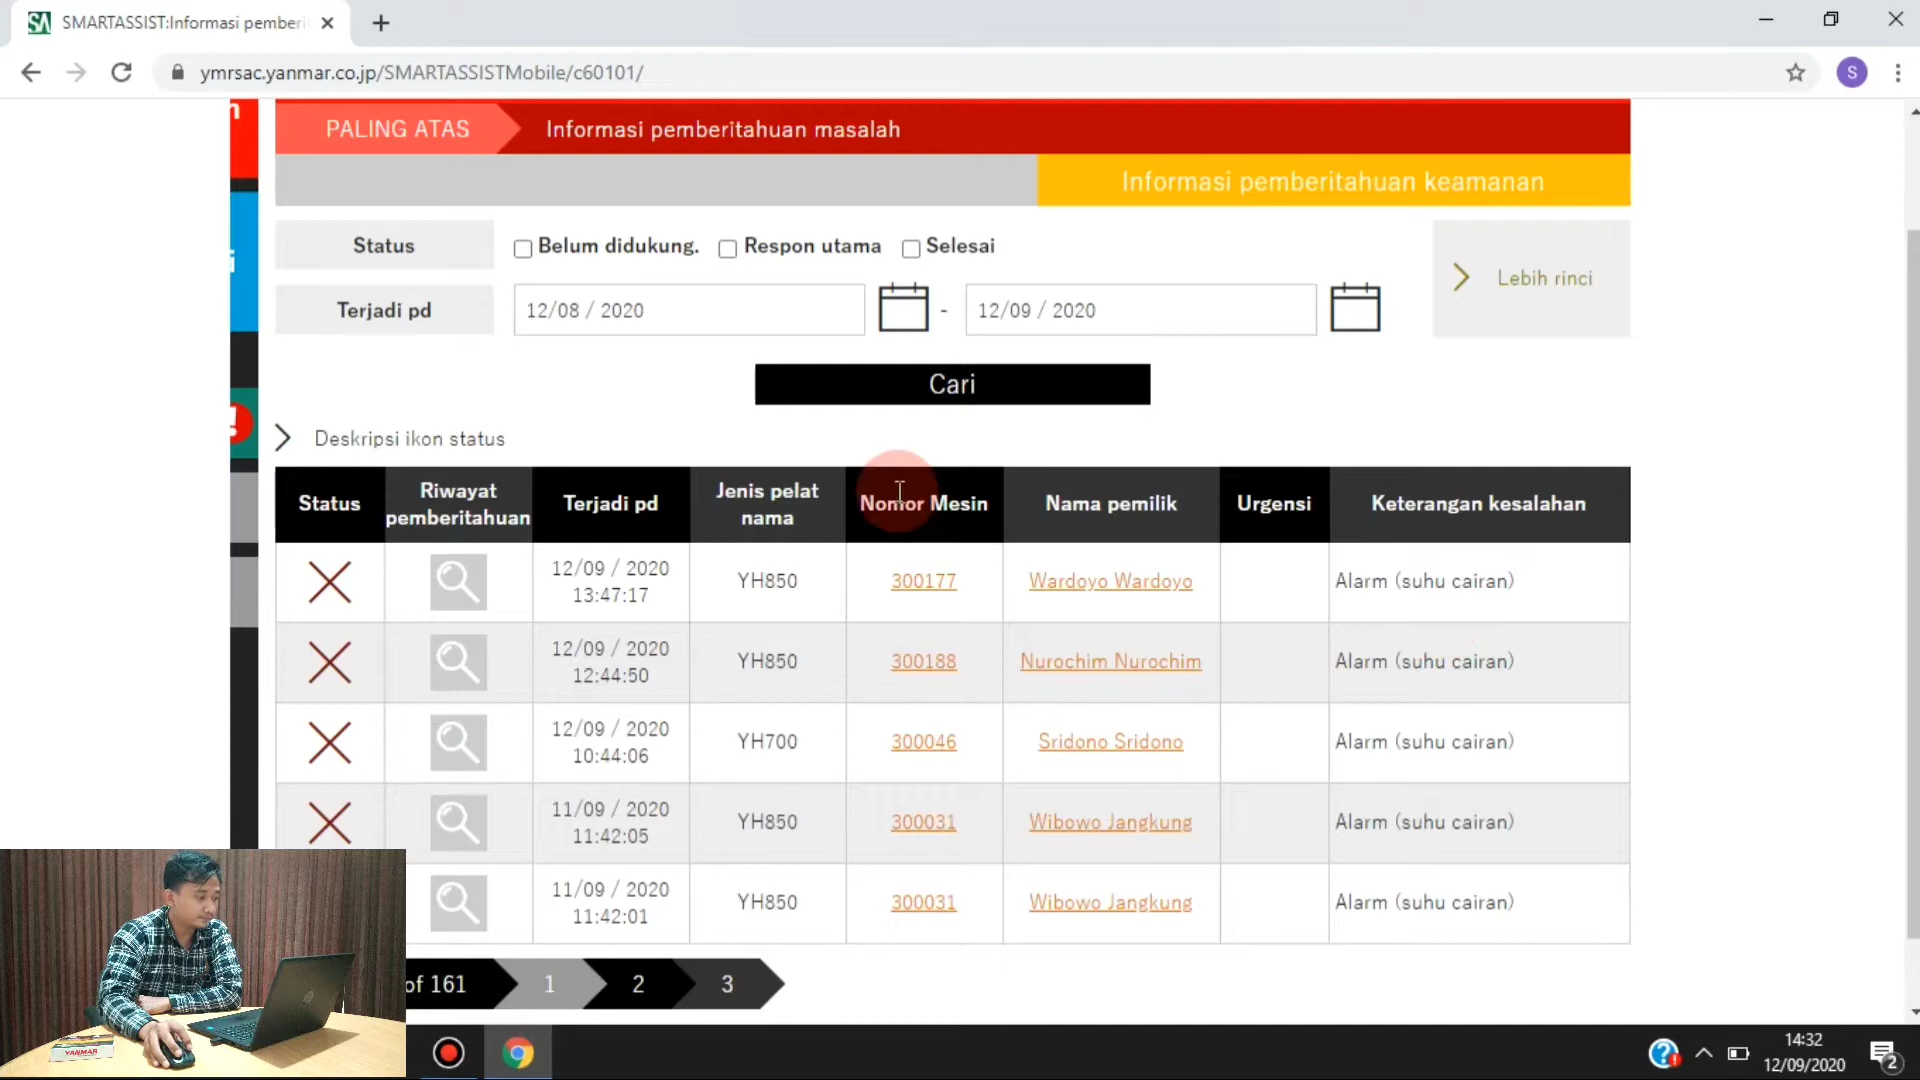 SMARTASSIST:Informasi pemberi
ymrsac.yanmar.co.jp/SMARTASSISTMobile/c60101/
S
PALING ATAS
Informasi pemberitahuan masalah
Informasi pemberitahuan keamanan
Status
Belum didukung.
Respon utama
Selesai
Terjadi pd
12/08 / 2020
-
12/09 / 2020
Lebih rinci
Cari
Deskripsi ikon status
Status
Riwayat
pemberitahuan
Terjadi pd
Jenis pelat
nama
Nomor Mesin
Nama pemilik
Urgensi
Keterangan kesalahan
12/09 / 2020
13:47:17
YH850
300177
Wardoyo Wardoyo
Alarm (suhu cairan)
12/09 / 2020
12:44:50
YH850
300188
Nurochim Nurochim
Alarm (suhu cairan)
12/09 / 2020
10:44:06
YH700
300046
Sridono Sridono
Alarm (suhu cairan)
11/09 / 2020
11:42:05
YH850
300031
Wibowo Jangkung
Alarm (suhu cairan)
11/09 / 2020
11:42:01
YH850
300031
Wibowo Jangkung
Alarm (suhu cairan)
of 161
1
2
3
YANMAR
14:32
12/09/2020
2